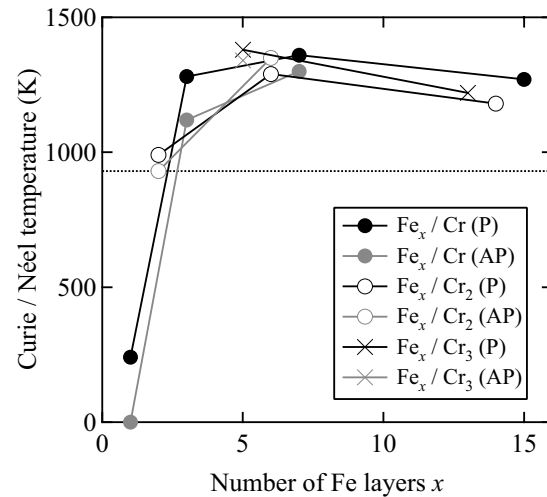 1500
1000
500
0
0
5
10
15
Curie / Néel temperature (K)
Number of Fe layers x
Feₓ / Cr (P)
Feₓ / Cr (AP)
Feₓ / Cr₂ (P)
Feₓ / Cr₂ (AP)
Feₓ / Cr₃ (P)
Feₓ / Cr₃ (AP)